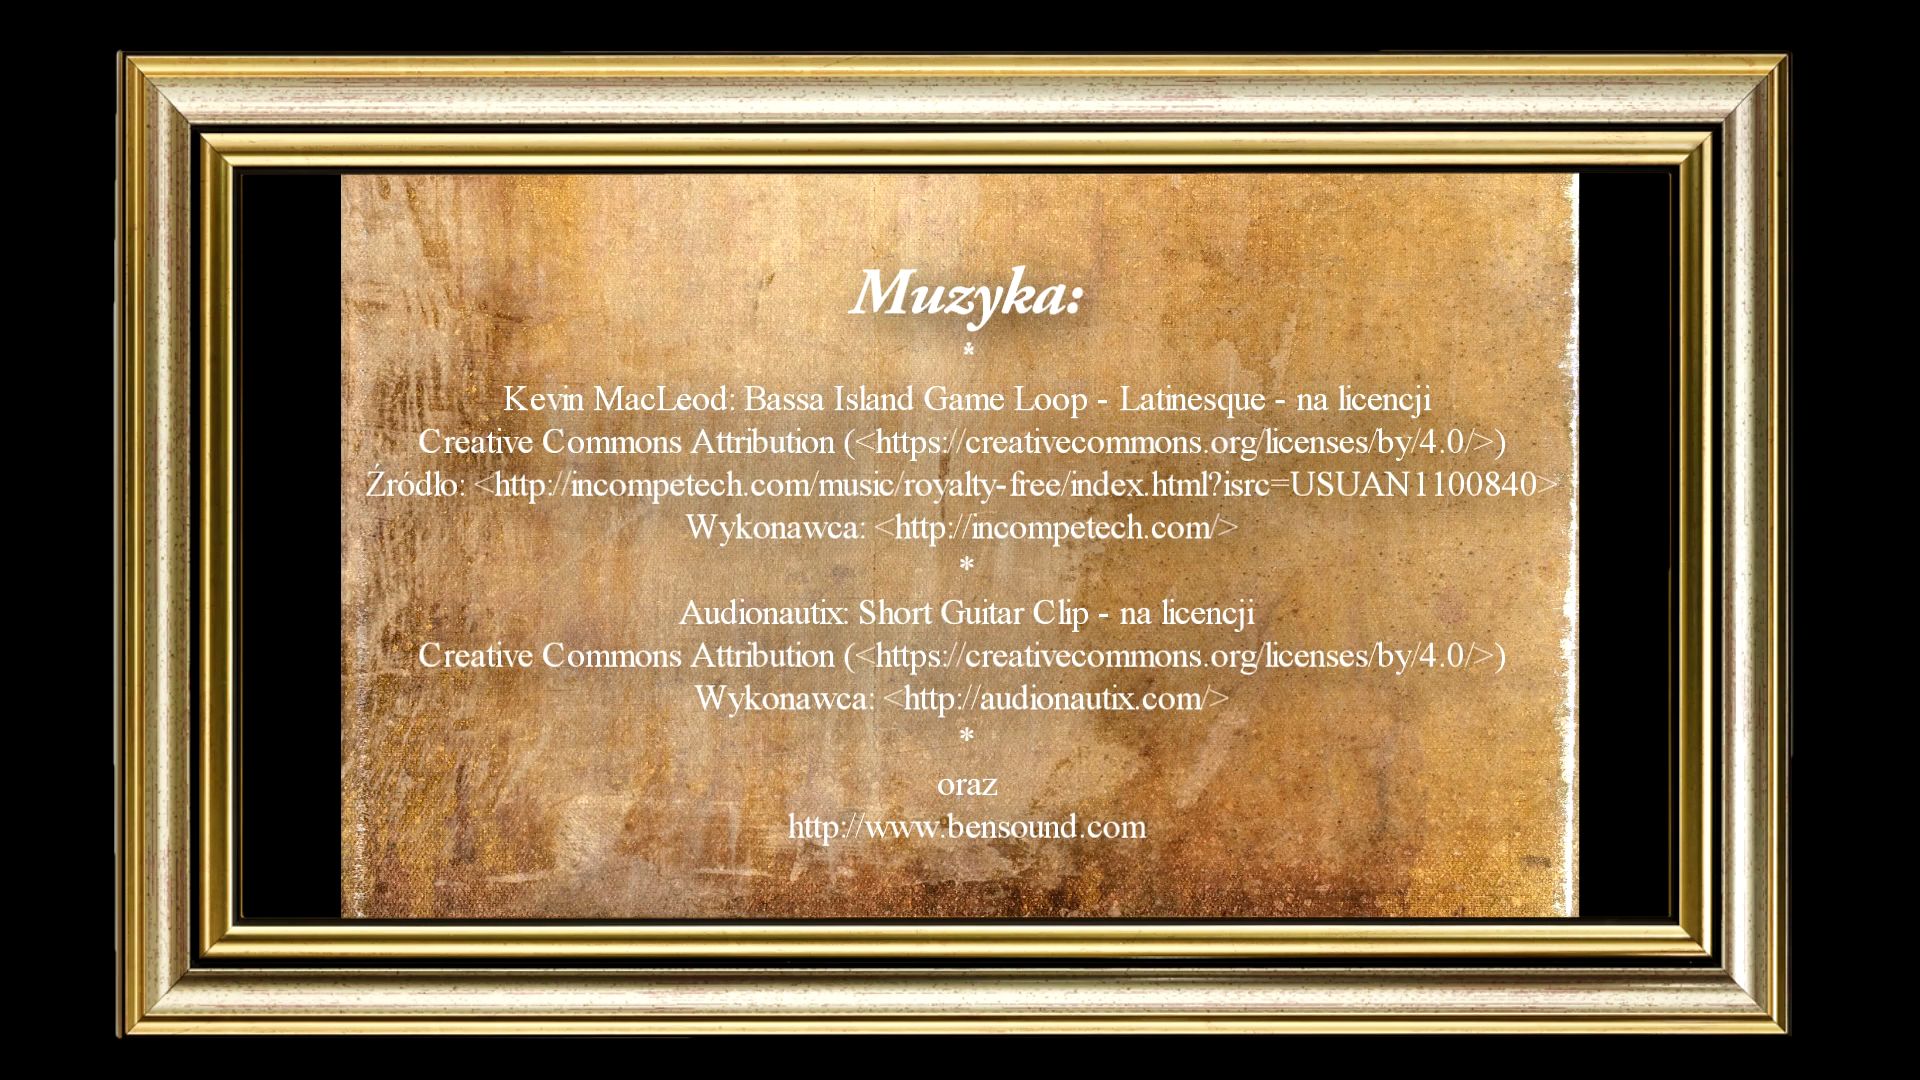 Muzyka:
*
Kevin MacLeod: Bassa Island Game Loop - Latinesque - na licencji
Creative Commons Attribution (<https://creativecommons.org/licenses/by/4.0/>)
Źródło: <http://incompetech.com/music/royalty-free/index.html?isrc=USUAN1100840>
Wykonawca: <http://incompetech.com/>
*
Audionautix: Short Guitar Clip - na licencji
Creative Commons Attribution (<https://creativecommons.org/licenses/by/4.0/>)
Wykonawca: <http://audionautix.com/>
*
oraz
http://www.bensound.com